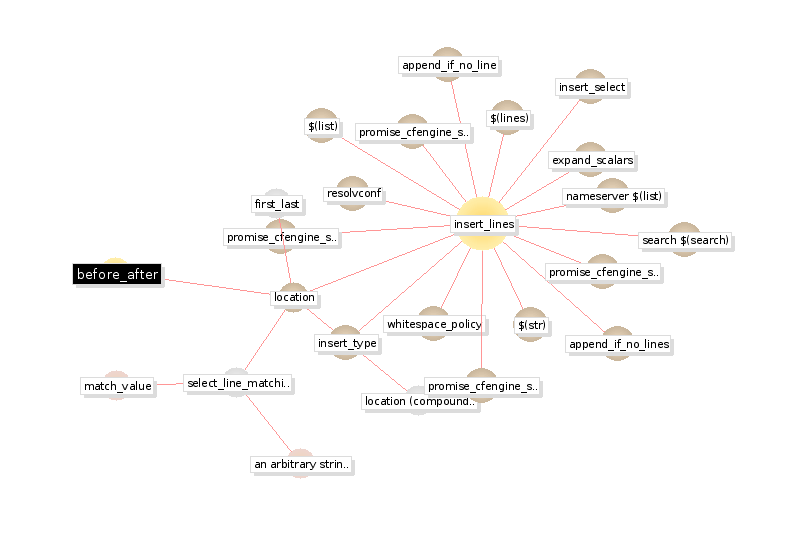 append_if_no_line
insert_select
$(list)
promise_cfengine_s..
$(lines)
expand_scalars
resolvconf
nameserver $(list)
first_last
insert_lines
promise_cfengine_s..
search $(search)
before_after
promise_cfengine_s..
location
whitespace_policy
$(str)
insert_type
append_if_no_lines
match_value
select_line_matchi..
promise_cfengine_s..
location (compound..
an arbitrary strin..